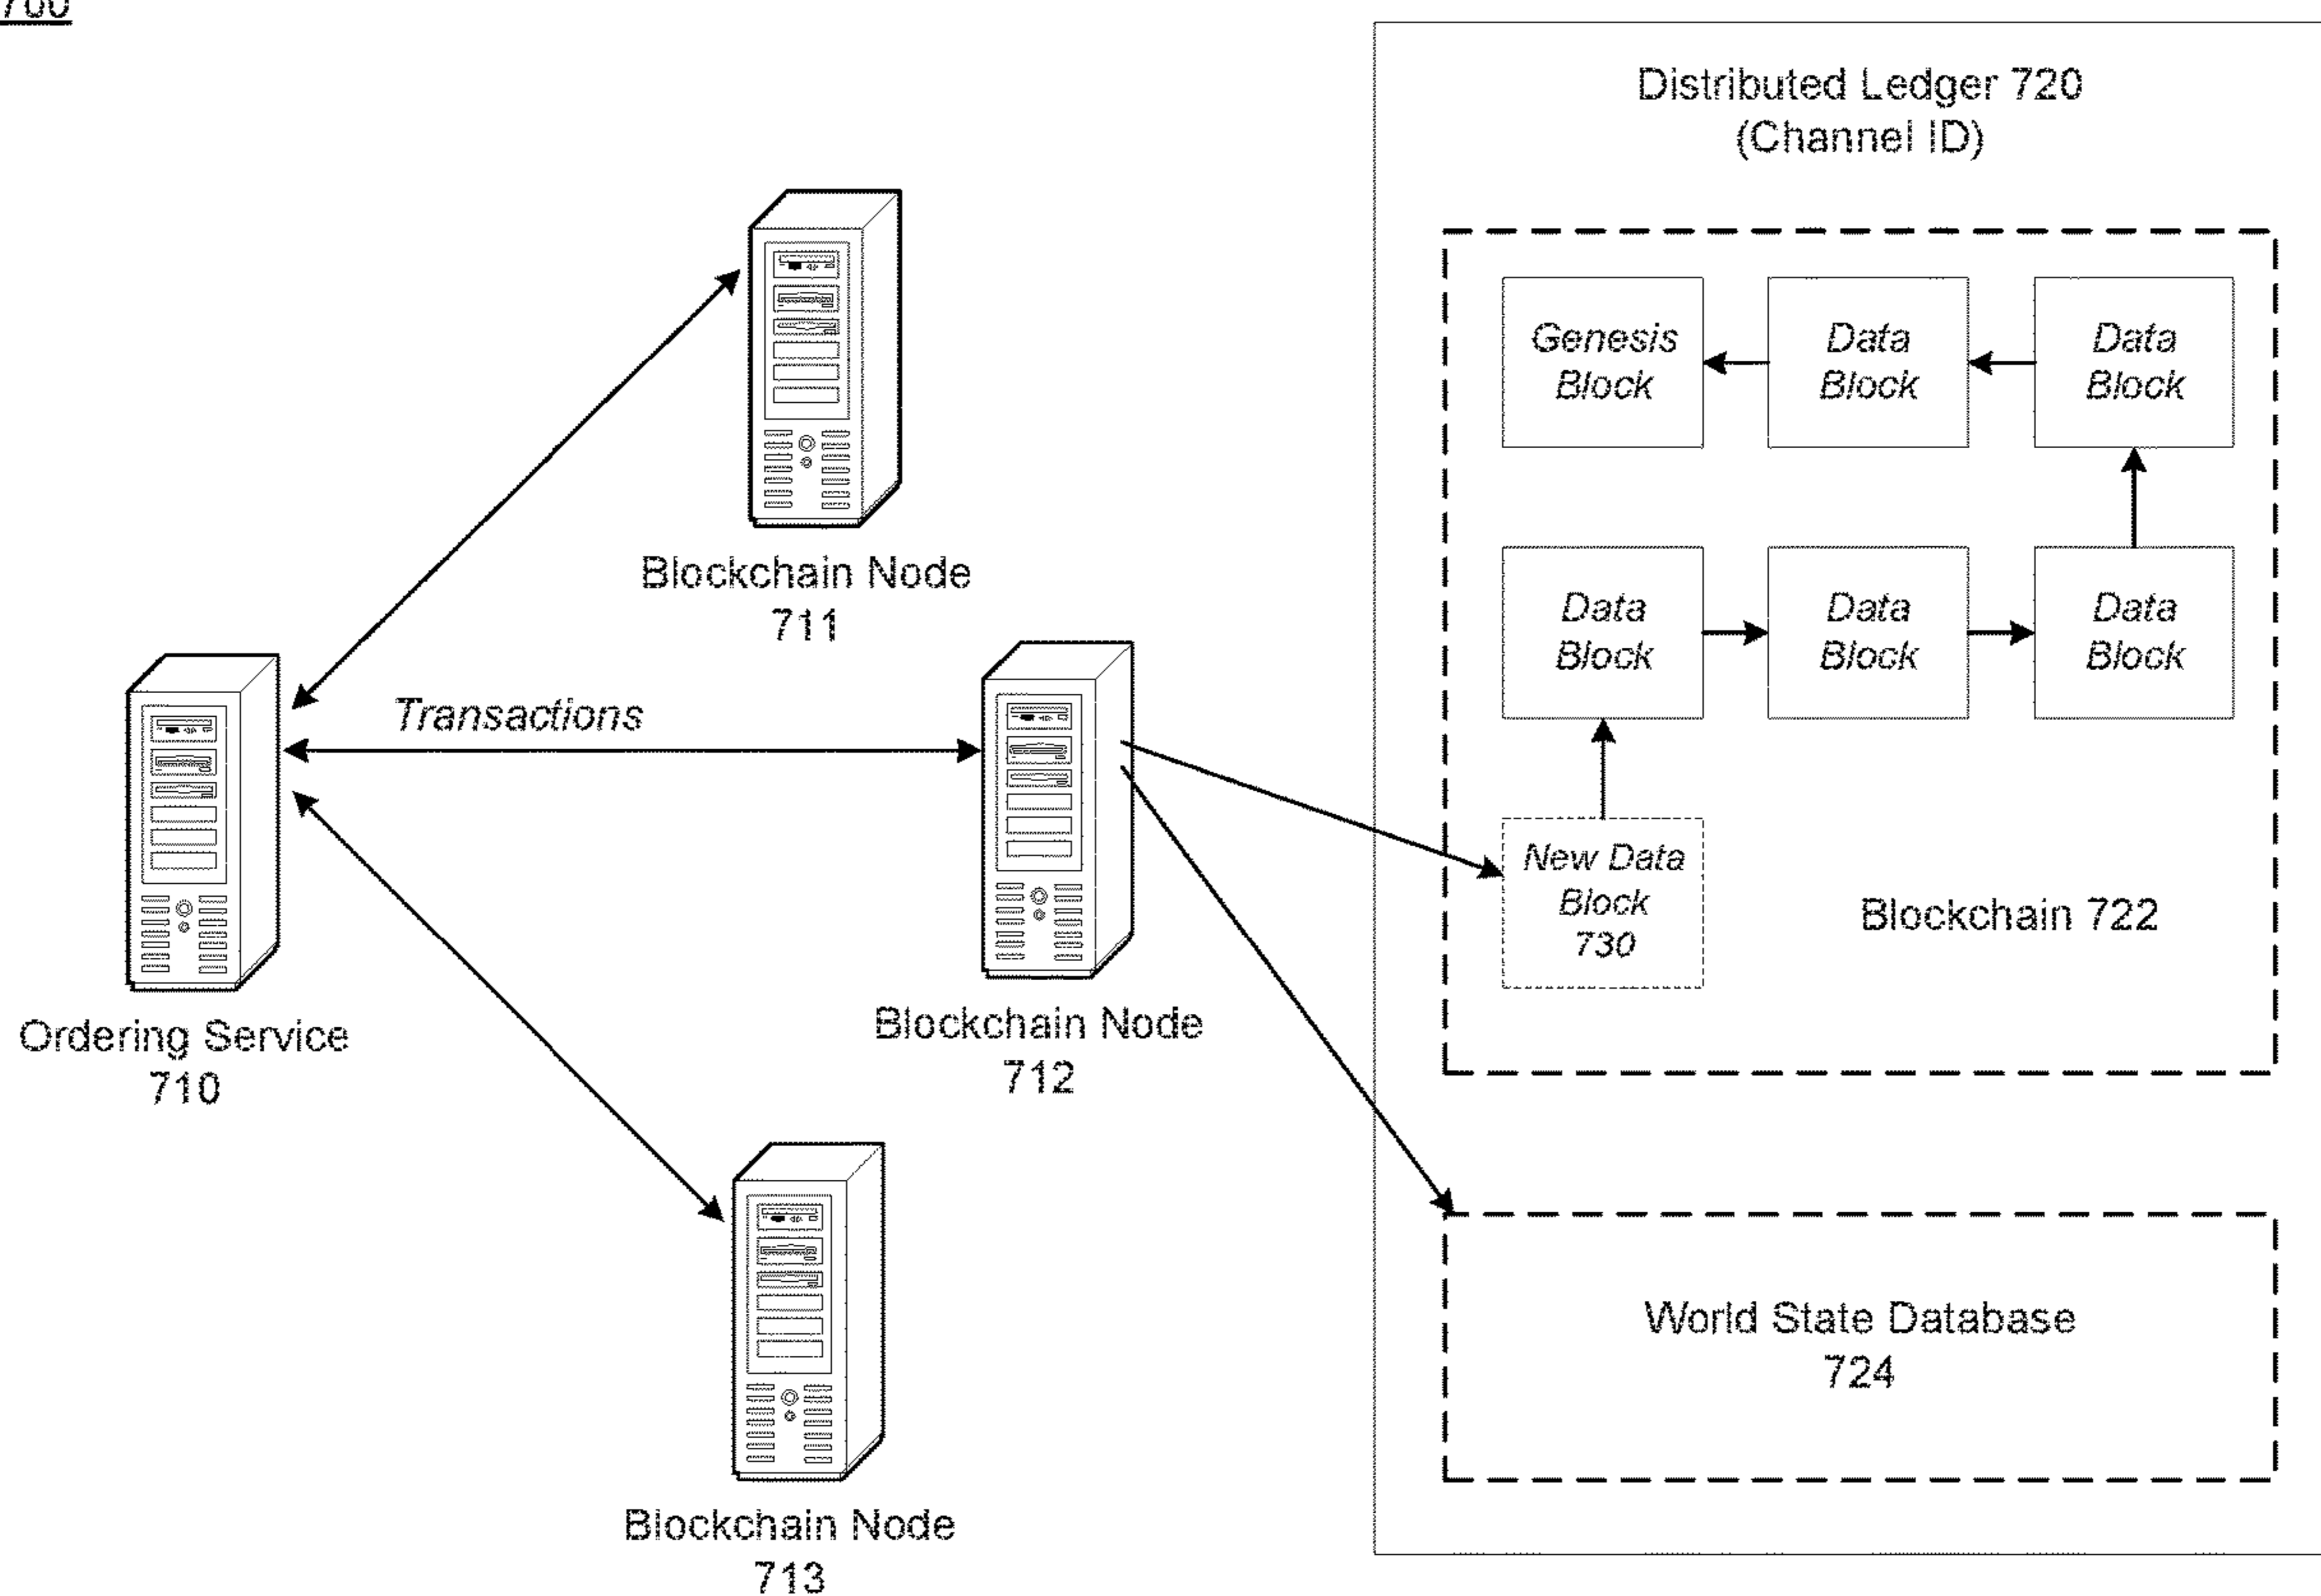 700
Distributed Ledger 720
(Channel ID)
Genesis
Block
Data
Block
Data
Block
Blockchain Node
711
Data
Block
Data
Block
Data
Block
Transactions
New Data
Block
730
Blockchain 722
Ordering Service
710
Blockchain Node
712
World State Database
724
Blockchain Node
713